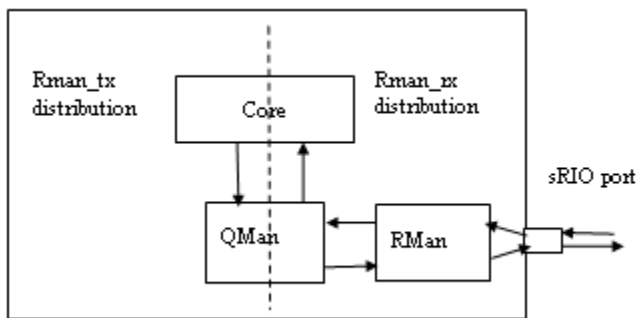 Rman_tx
distribution
Rman_rx
distribution
Core
sRIO port
QMan
RMan